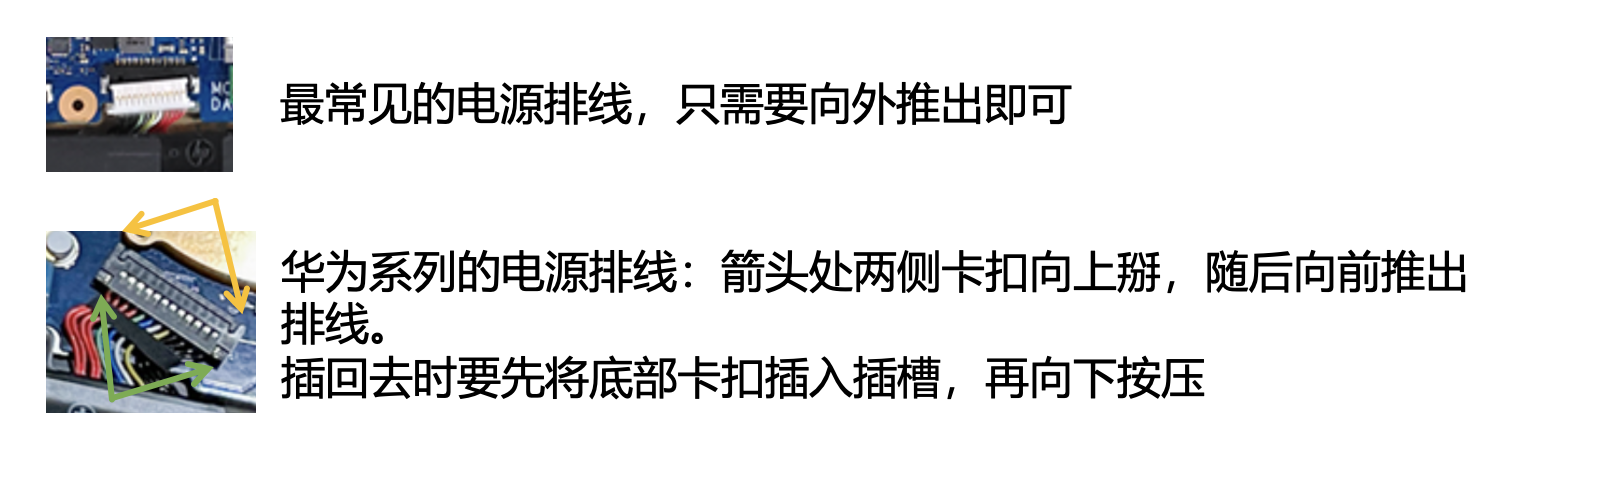 MO
DA
hp
最常见的电源排线，只需要向外推出即可
华为系列的电源排线：箭头处两侧卡扣向上掰，随后向前推出
排线。
插回去时要先将底部卡扣插入插槽，再向下按压